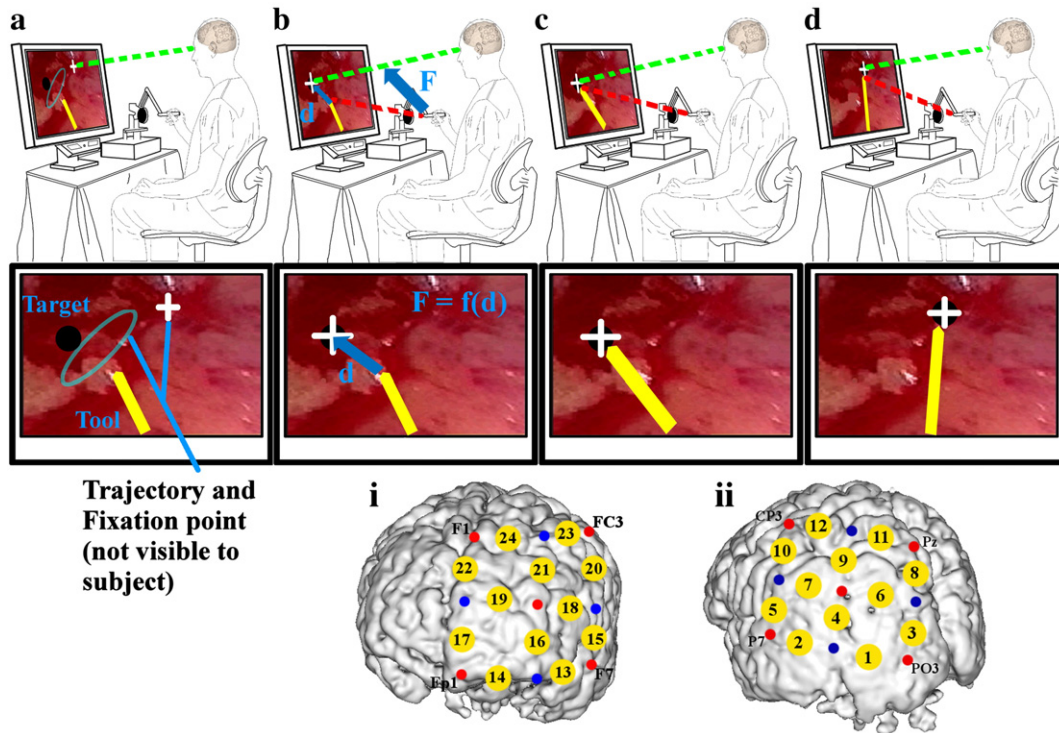 a
b
c
d
F
d
Target
Tool
F = f(d)
d
Trajectory and
Fixation point
(not visible to
subject)
i
F1
24
23
FC3
22
21
20
19
18
17
16
15
Fp1
14
13
F7
ii
CP3
12
11
Pz
10
9
8
7
6
5
4
3
P7
2
1
PO3